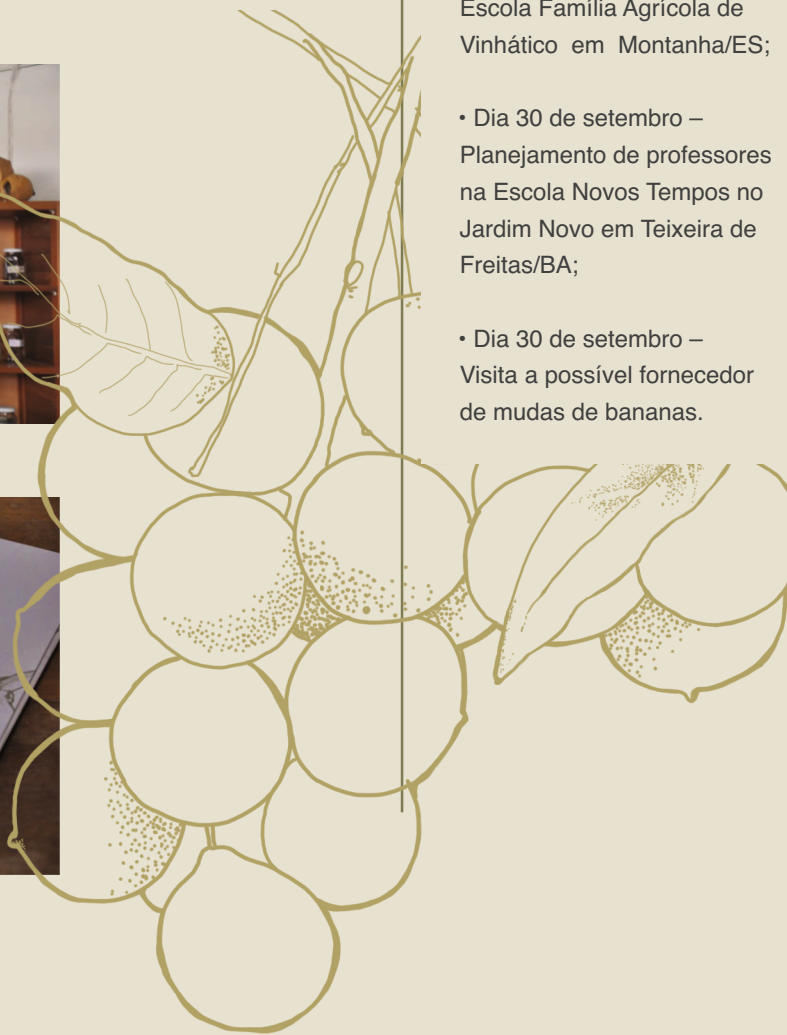 Escola Família Agrícola de
Vinhático em Montanha/ES;
• Dia 30 de setembro –
Planejamento de professores
na Escola Novos Tempos no
Jardim Novo em Teixeira de
Freitas/BA;
• Dia 30 de setembro –
Visita a possível fornecedor
de mudas de bananas.